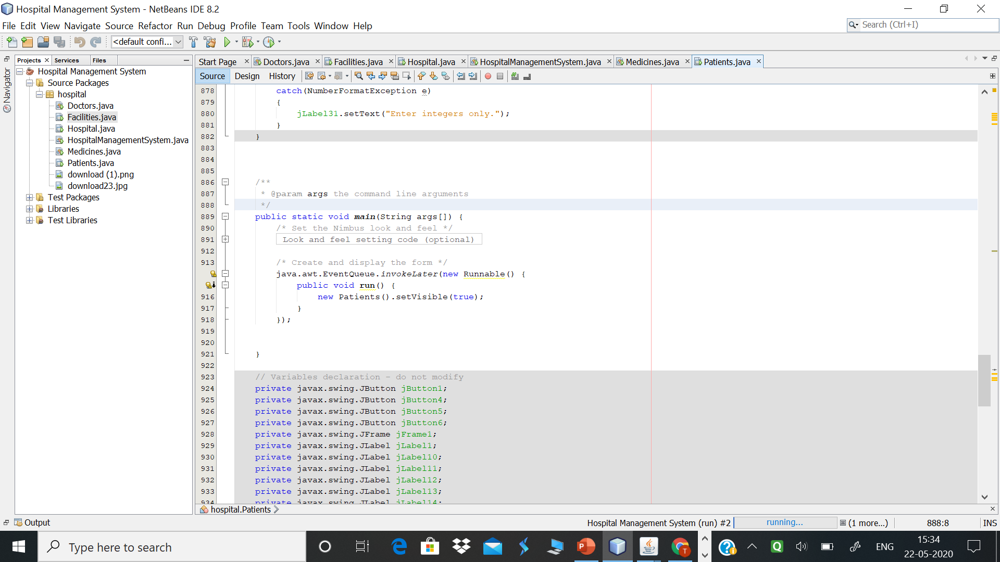 Hospital Management System - NetBeans IDE 8.2
File Edit View Navigate Source Refactor Run Debug Profile Team Tools Window Help
Search (Ctrl+I)
<default confi...
Projects
Services
Files
Navigator
Hospital Management System
Source Packages
hospital
Doctors.java
Facilities.java
Hospital.java
HospitalManagementSystem.java
Medicines.java
Patients.java
download (1).png
download23.jpg
Test Packages
Libraries
Test Libraries
Start Page
Doctors.java
Facilities.java
Hospital.java
HospitalManagementSystem.java
Medicines.java
Patients.java
Source Design History
878 catch(NumberFormatException e)
879 {
880 jLabel31.setText("Enter integers only.");
881 }
882 }
883
884
885
886 /**
887 * @param args the command line arguments
888 */
889 public static void main(String args[]) {
890 /* Set the Nimbus look and feel */
891 Look and feel setting code (optional)
912
913 /* Create and display the form */
java.awt.EventQueue.invokeLater(new Runnable() {
public void run() {
916 new Patients().setVisible(true);
917 }
918 });
919
920
921 }
922
923 // Variables declaration - do not modify
924 private javax.swing.JButton jButton1;
925 private javax.swing.JButton jButton4;
926 private javax.swing.JButton jButton5;
927 private javax.swing.JButton jButton6;
928 private javax.swing.JFrame jFrame1;
929 private javax.swing.JLabel jLabel1;
930 private javax.swing.JLabel jLabel10;
931 private javax.swing.JLabel jLabel11;
932 private javax.swing.JLabel jLabel12;
933 private javax.swing.JLabel jLabel13;
934 private javax.swing.JLabel jLabel14;
hospital.Patients
Output
Hospital Management System (run) #2
running...
(1 more...)
888:8
INS
Type here to search
ENG
15:34
22-05-2020